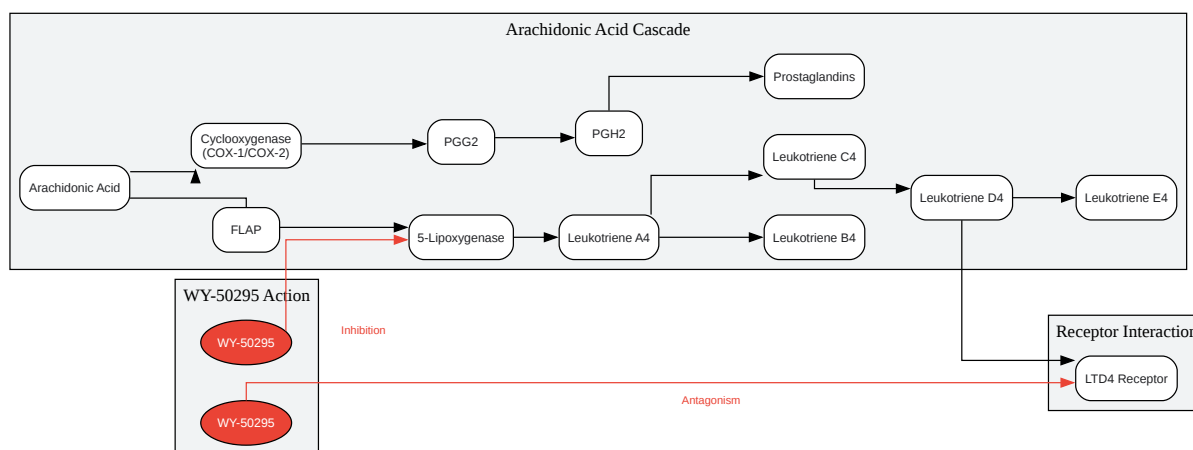 Arachidonic Acid Cascade
Prostaglandins
Cyclooxygenase
(COX-1/COX-2)
PGG2
PGH2
Leukotriene C4
Arachidonic Acid
Leukotriene D4
Leukotriene E4
FLAP
5-Lipoxygenase
Leukotriene A4
Leukotriene B4
WY-50295 Action
WY-50295
Inhibition
Receptor Interaction
LTD4 Receptor
Antagonism
WY-50295